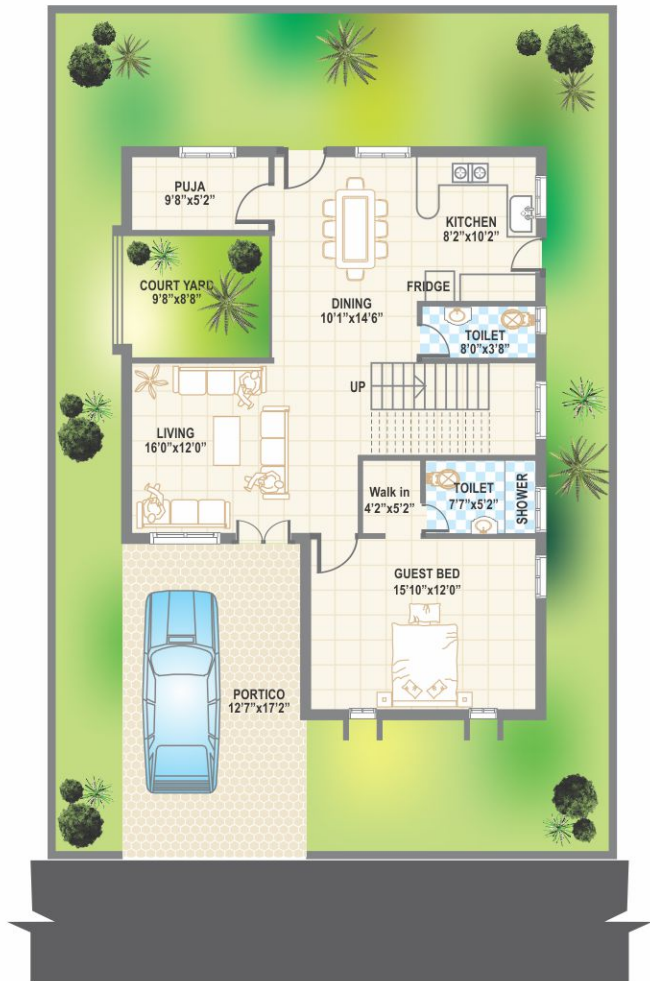 PUJA
9'8"x5'2"
KITCHEN
8'2"x10'2"
COURT YARD
9'8"x8'8"
FRIDGE
DINING
10'1"x14'6"
TOILET
8'0"x3'8"
UP
LIVING
16'0"x12'0"
Walk in
4'2"x5'2"
TOILET
7'7"x5'2"
SHOWER
GUEST BED
15'10"x12'0"
PORTICO
12'7"x17'2"